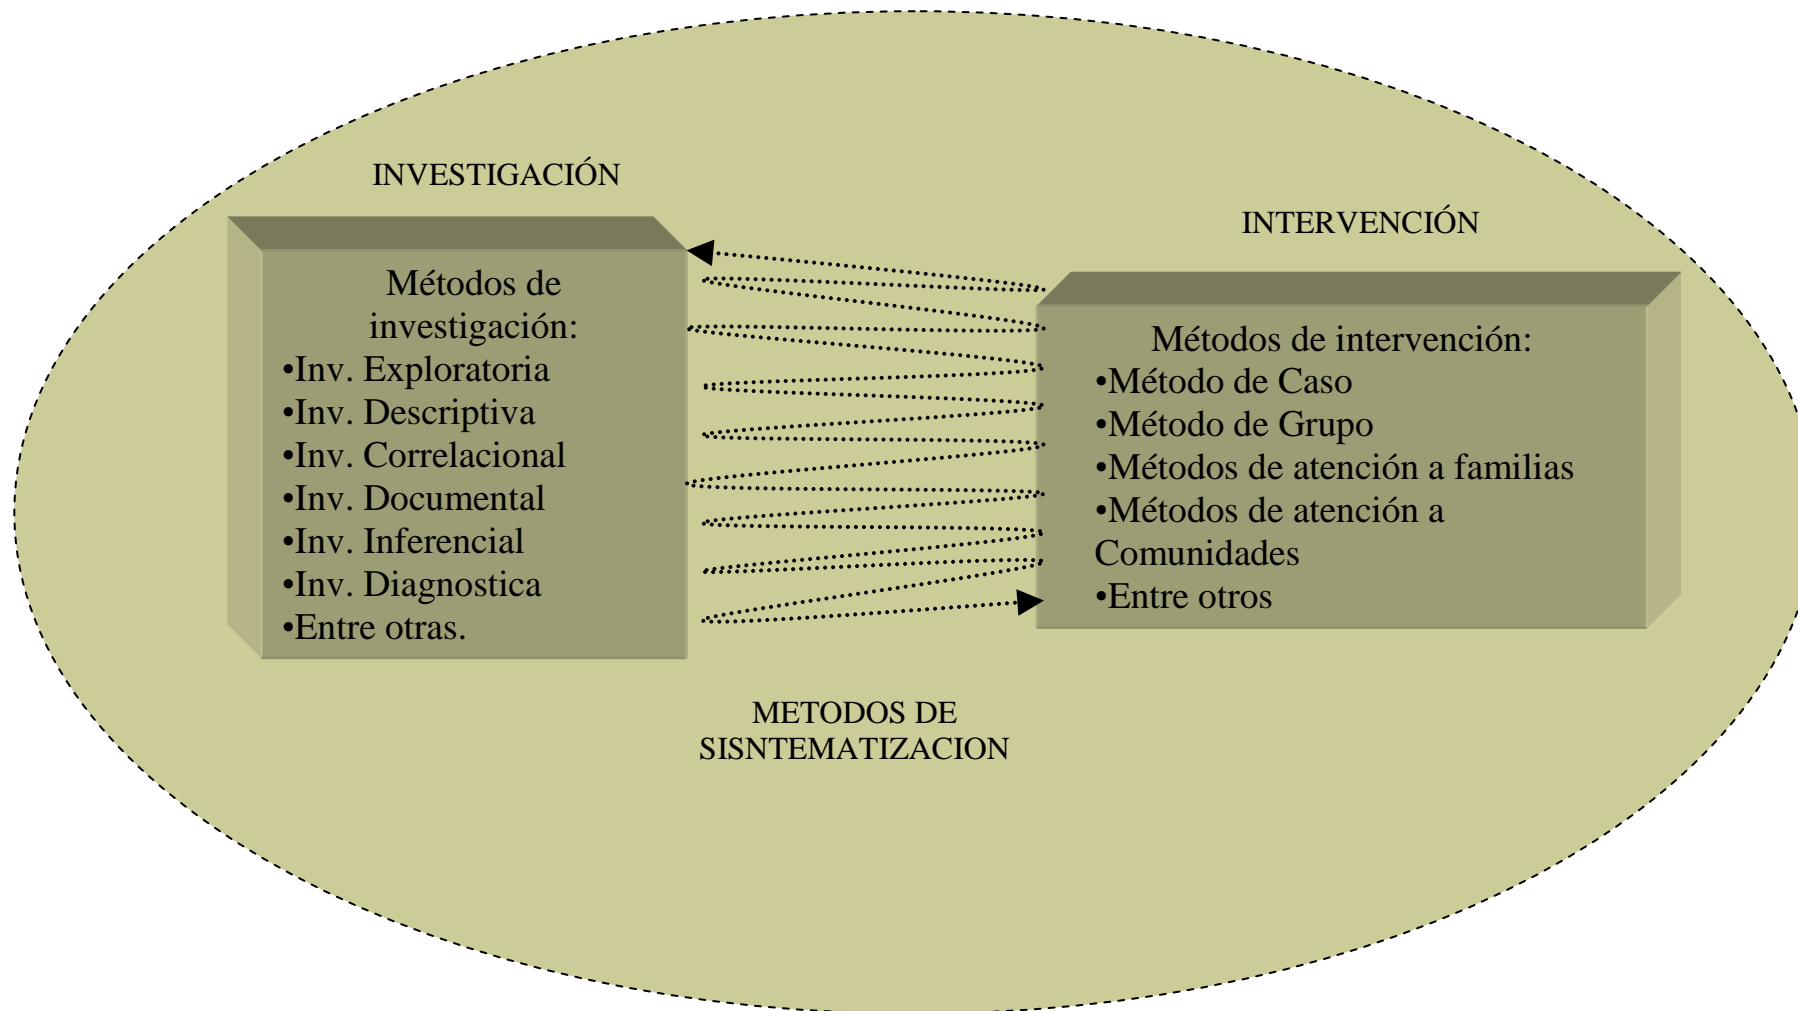 INVESTIGACIÓN
Métodos de
investigación:
•Inv. Exploratoria
•Inv. Descriptiva
•Inv. Correlacional
•Inv. Documental
•Inv. Inferencial
•Inv. Diagnostica
•Entre otras.
INTERVENCIÓN
Métodos de intervención:
•Método de Caso
•Método de Grupo
•Métodos de atención a familias
•Métodos de atención a
Comunidades
•Entre otros
METODOS DE
SISNTEMATIZACION